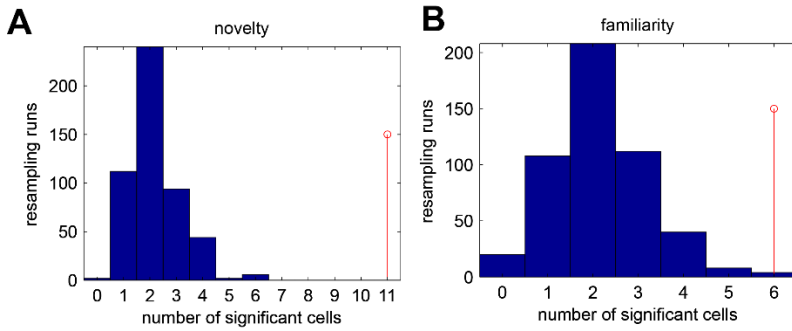 A
novelty
resampling runs
200
150
100
50
0
0 1 2 3 4 5 6 7 8 9 10 11
number of significant cells
B
familiarity
resampling runs
200
150
100
50
0
0 1 2 3 4 5 6
number of significant cells